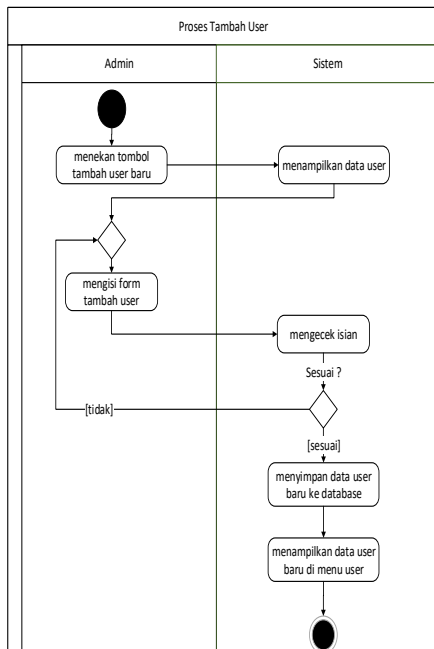 Proses Tambah User
Admin
Sistem
menekan tombol
tambah user baru
menampilkan data user
mengisi form
tambah user
mengecek isian
Sesuai ?
[tidak]
[sesuai]
menyimpan data user
baru ke database
menampilkan data user
baru di menu user